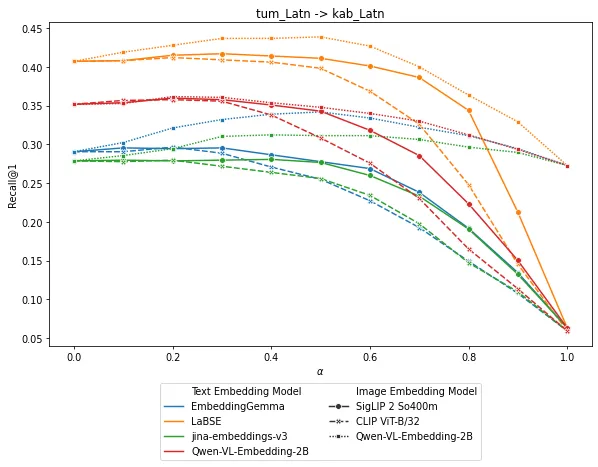 tum_Latn -> kab_Latn
Recall@1
0.45
0.40
0.35
0.30
0.25
0.20
0.15
0.10
0.05
0.0 0.2 0.4 0.6 0.8 1.0
α
Text Embedding Model Image Embedding Model
EmbeddingGemma SigLIP 2 So400m
LaBSE CLIP ViT-B/32
jina-embeddings-v3 Qwen-VL-Embedding-2B
Qwen-VL-Embedding-2B